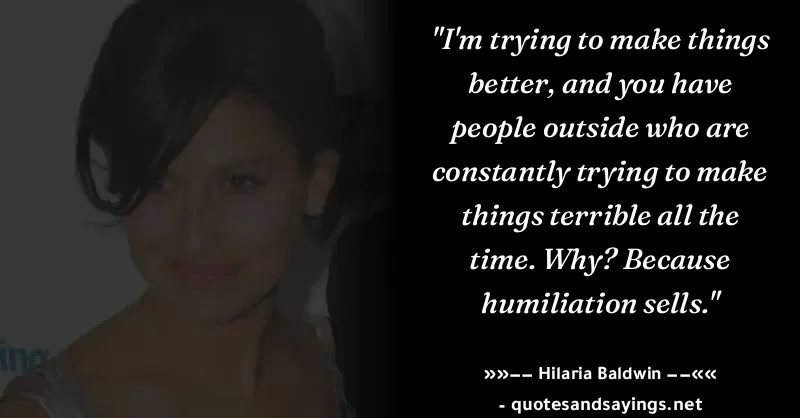 "I'm trying to make things
better, and you have
people outside who are
constantly trying to make
things terrible all the
time. Why? Because
humiliation sells."
»»–– Hilaria Baldwin ––««
- quotesandsayings.net
ing